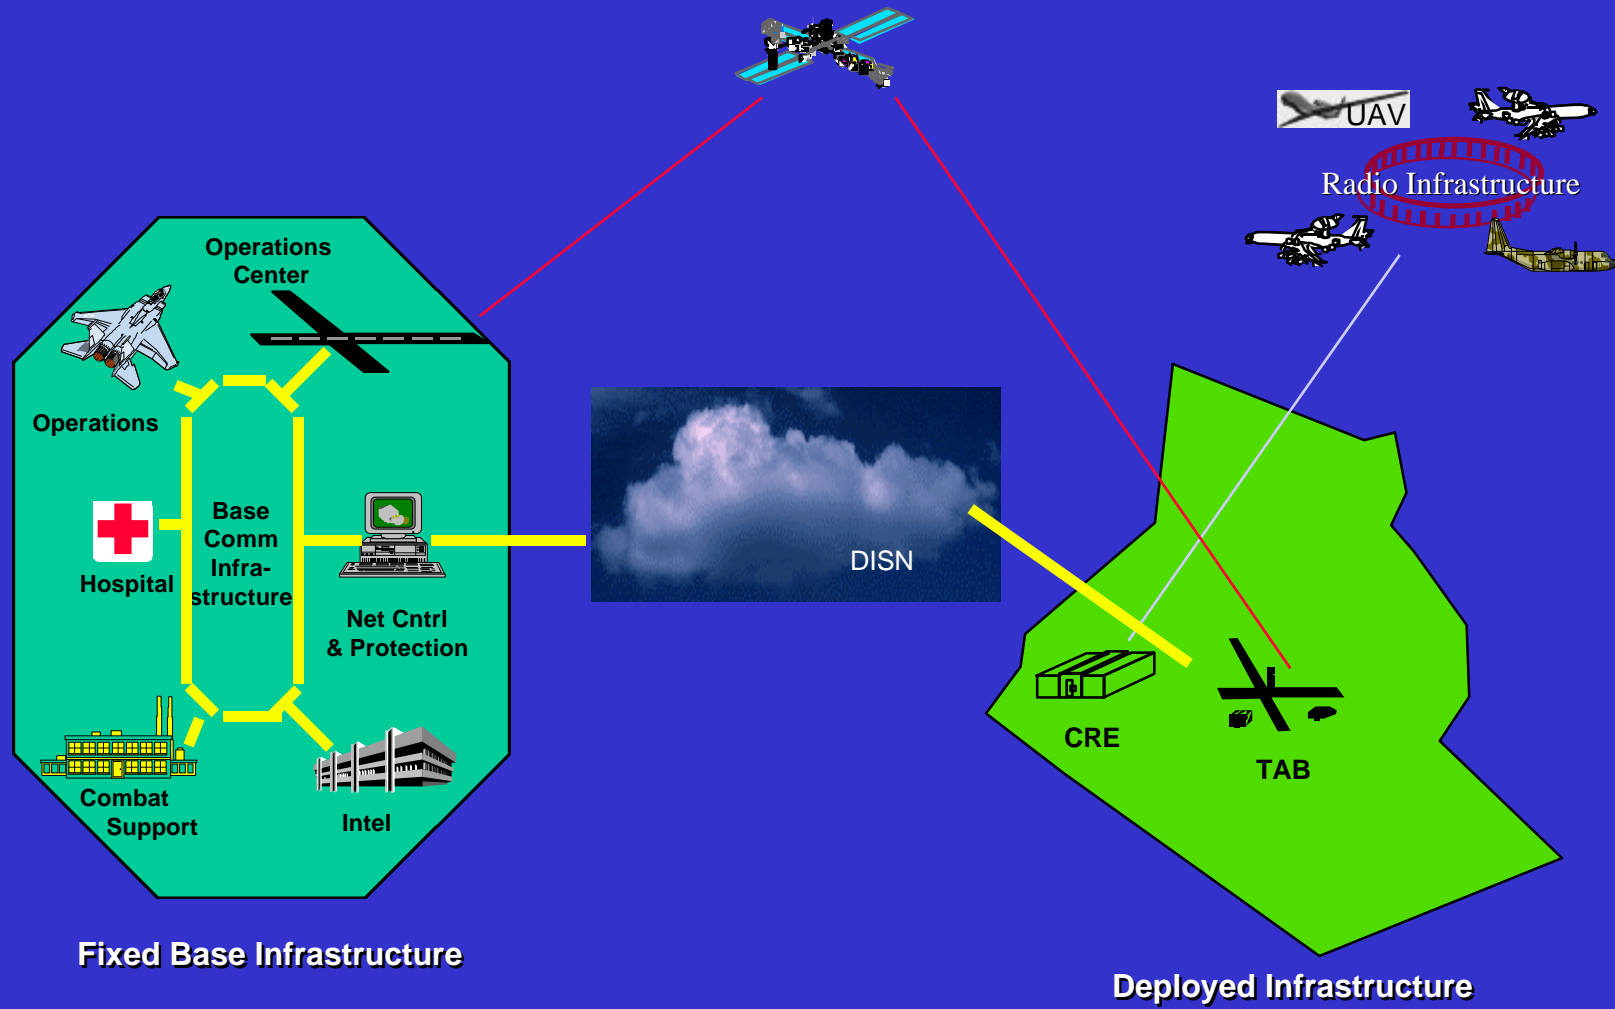 UAV
Radio Infrastructure
Operations
Center
Operations
Base
Comm
Infra-
structure
Hospital
Net Cntrl
& Protection
Combat
Support
Intel
DISN
CRE
TAB
Fixed Base Infrastructure
Deployed Infrastructure